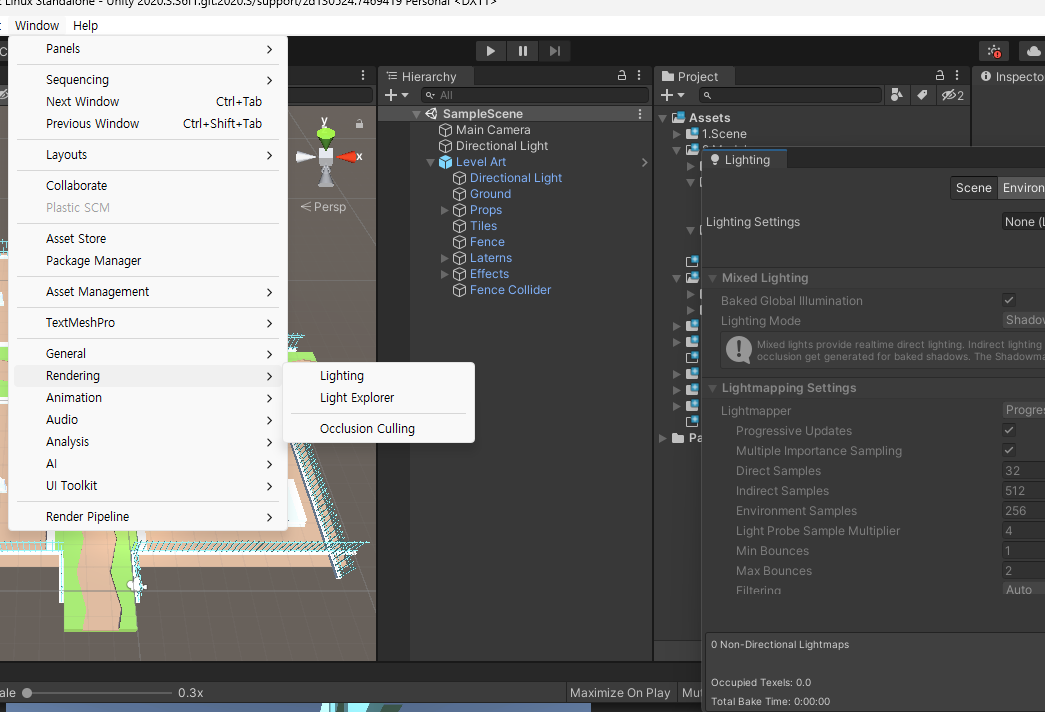 Linux Standalone - Unity 2020.3.36f1.git.2020.3/support/zd130524.7469419 Personal <DX11>
Window Help
Panels
Sequencing
Next Window Ctrl+Tab
Previous Window Ctrl+Shift+Tab
Layouts
Collaborate
Plastic SCM
Asset Store
Package Manager
Asset Management
TextMeshPro
General
Rendering
Animation
Audio
Analysis
AI
UI Toolkit
Render Pipeline
Lighting
Light Explorer
Occlusion Culling
y
x
Persp
Hierarchy
All
SampleScene
Main Camera
Directional Light
Level Art
Directional Light
Ground
Props
Tiles
Fence
Laterns
Effects
Fence Collider
Project
2
Assets
1.Scene
Pa
Inspecto
Lighting
Scene Environ
Lighting Settings None (L
Mixed Lighting
Baked Global Illumination
Lighting Mode Shadow
Mixed lights provide realtime direct lighting. Indirect lighting
occlusion get generated for baked shadows. The Shadowma
Lightmapping Settings
Lightmapper Progres
Progressive Updates
Multiple Importance Sampling
Direct Samples 32
Indirect Samples 512
Environment Samples 256
Light Probe Sample Multiplier 4
Min Bounces 1
Max Bounces 2
Filtering Auto
0 Non-Directional Lightmaps
Occupied Texels: 0.0
Total Bake Time: 0:00:00
ale 0.3x Maximize On Play Mut